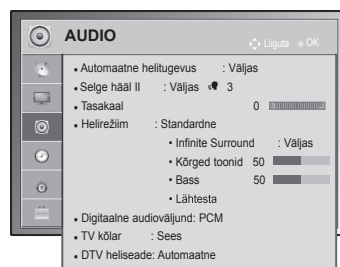 AUDIO
Liiguta OK
• Automaatne helitugevus : Väljas
• Selge hääl II : Väljas 3
• Tasakaal 0
• Helirežiim : Standardne
• Infinite Surround : Väljas
• Kõrged toonid 50
• Bass 50
• Lähtesta
• Digitaalne audioväljund: PCM
• TV kõlar : Sees
• DTV heliseade: Automaatne